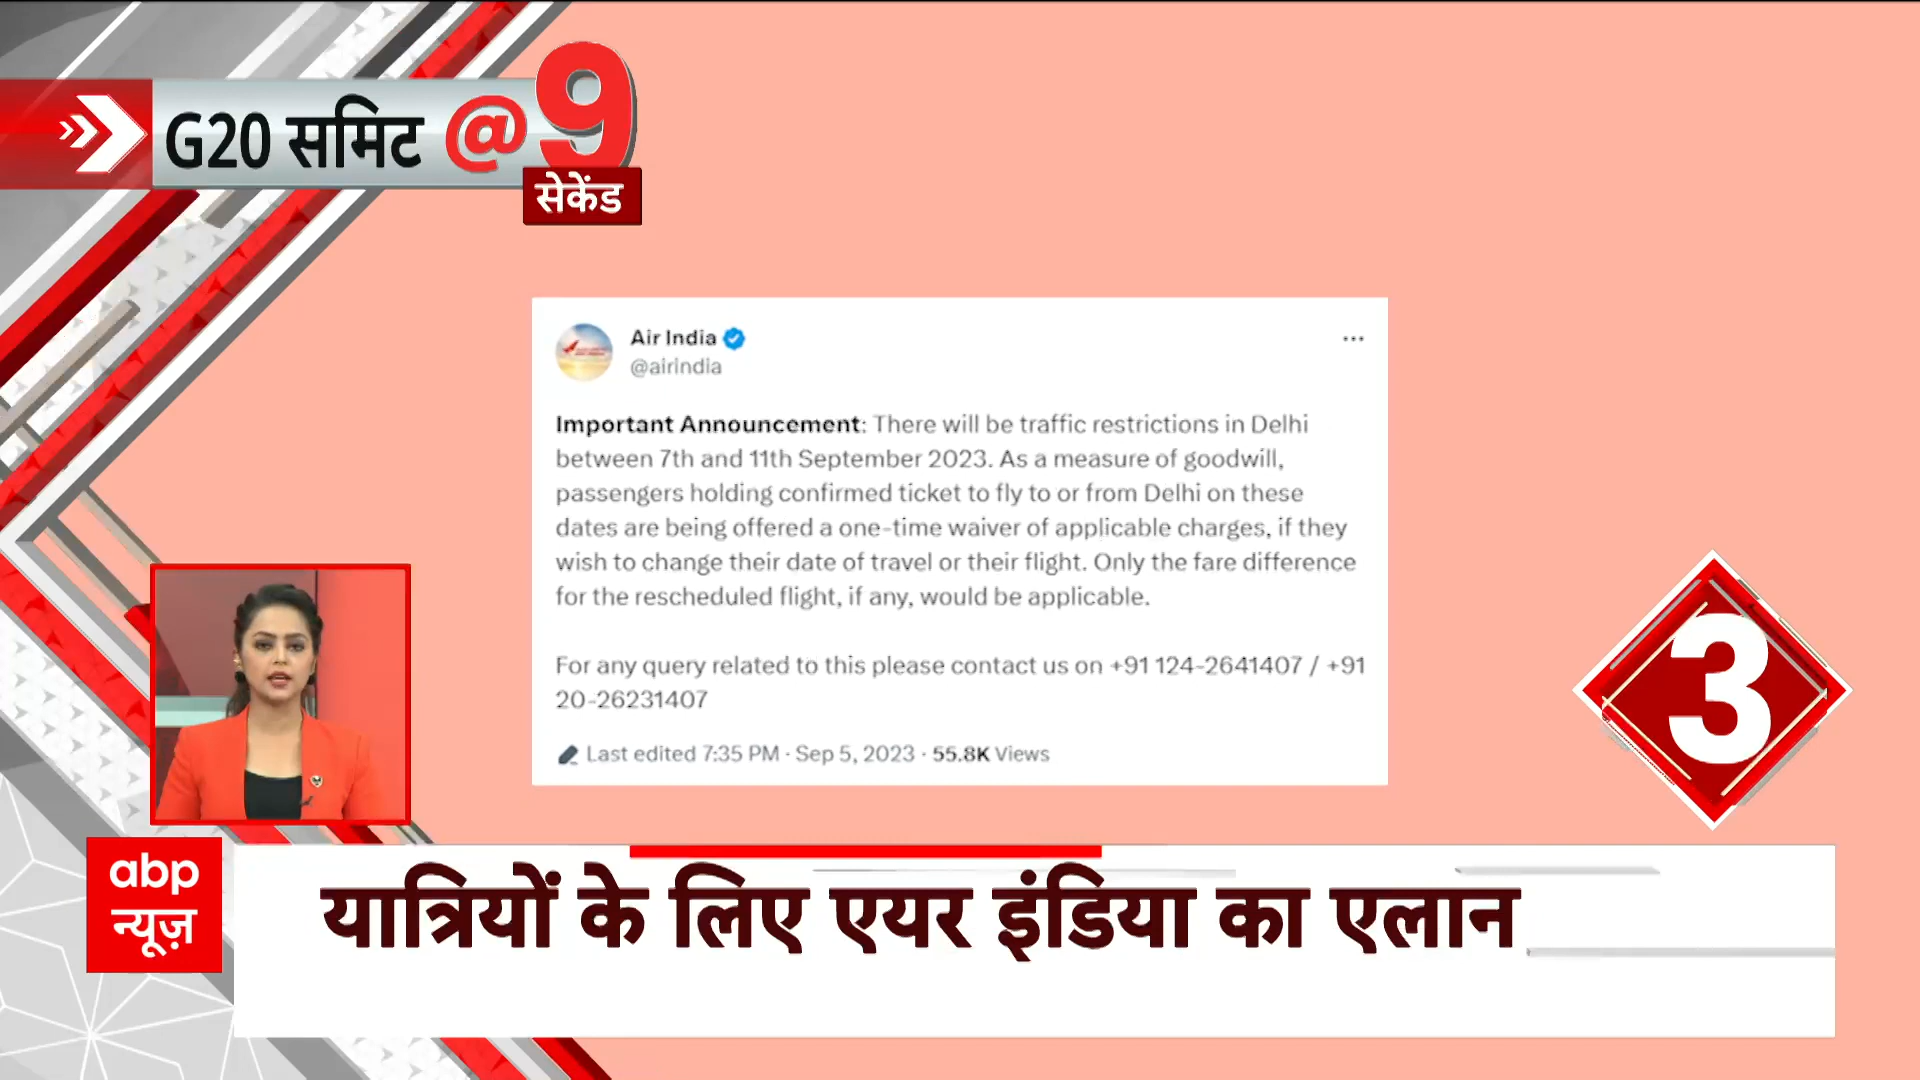 G20 समिट @9
सेकेंड
Air India
@airindia
Important Announcement: There will be traffic restrictions in Delhi
between 7th and 11th September 2023. As a measure of goodwill,
passengers holding confirmed ticket to fly to or from Delhi on these
dates are being offered a one-time waiver of applicable charges, if they
wish to change their date of travel or their flight. Only the fare difference
for the rescheduled flight, if any, would be applicable.
For any query related to this please contact us on +91 124-2641407 / +91
20-26231407
Last edited 7:35 PM · Sep 5, 2023 · 55.8K Views
3
abp
न्यूज़
यात्रियों के लिए एयर इंडिया का एलान